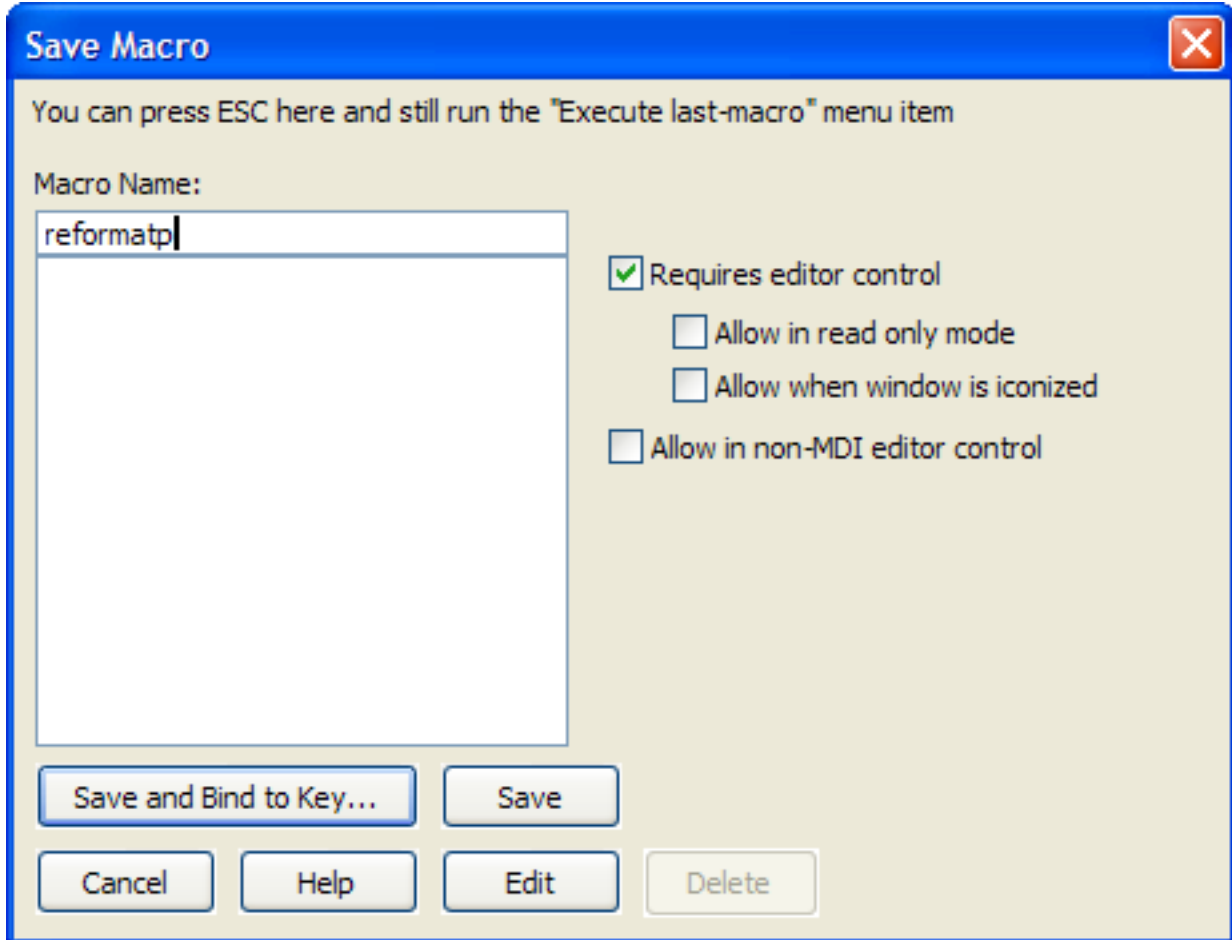 Save Macro
You can press ESC here and still run the "Execute last-macro" menu item
Macro Name:
reformatp
Requires editor control
Allow in read only mode
Allow when window is iconized
Allow in non-MDI editor control
Save and Bind to Key...
Save
Cancel
Help
Edit
Delete